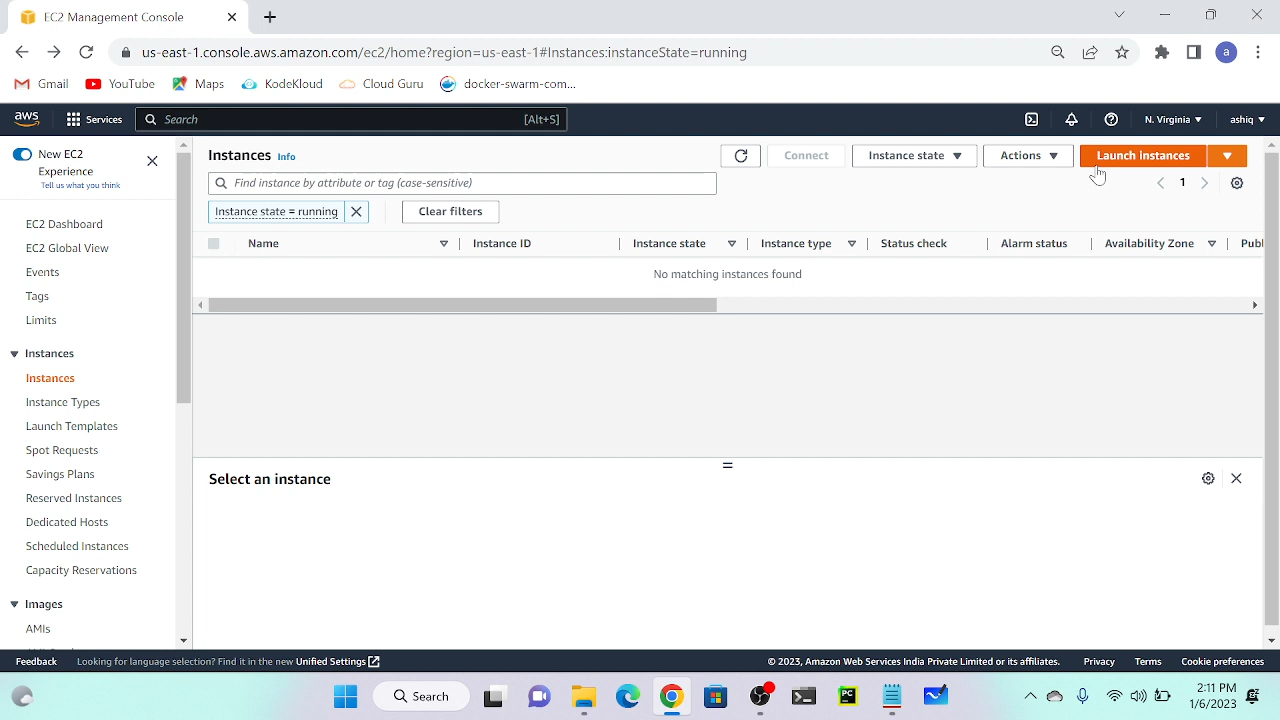 EC2 Management Console
us-east-1.console.aws.amazon.com/ec2/home?region=us-east-1#Instances:instanceState=running
a
Gmail YouTube Maps KodeKloud Cloud Guru docker-swarm-com...
aws Services Search [Alt+S] N. Virginia ashiq
New EC2
Experience
Tell us what you think
EC2 Dashboard
EC2 Global View
Events
Tags
Limits
Instances
Instances
Instance Types
Launch Templates
Spot Requests
Savings Plans
Reserved Instances
Dedicated Hosts
Scheduled Instances
Capacity Reservations
Images
AMIs
Instances Info
Connect Instance state Actions Launch instances
Find instance by attribute or tag (case-sensitive)
1
Instance state = running Clear filters
Name Instance ID Instance state Instance type Status check Alarm status Availability Zone Publ
No matching instances found
Select an instance
Feedback Looking for language selection? Find it in the new Unified Settings © 2023, Amazon Web Services India Private Limited or its affiliates. Privacy Terms Cookie preferences
Search PC 2:11 PM
1/6/2023